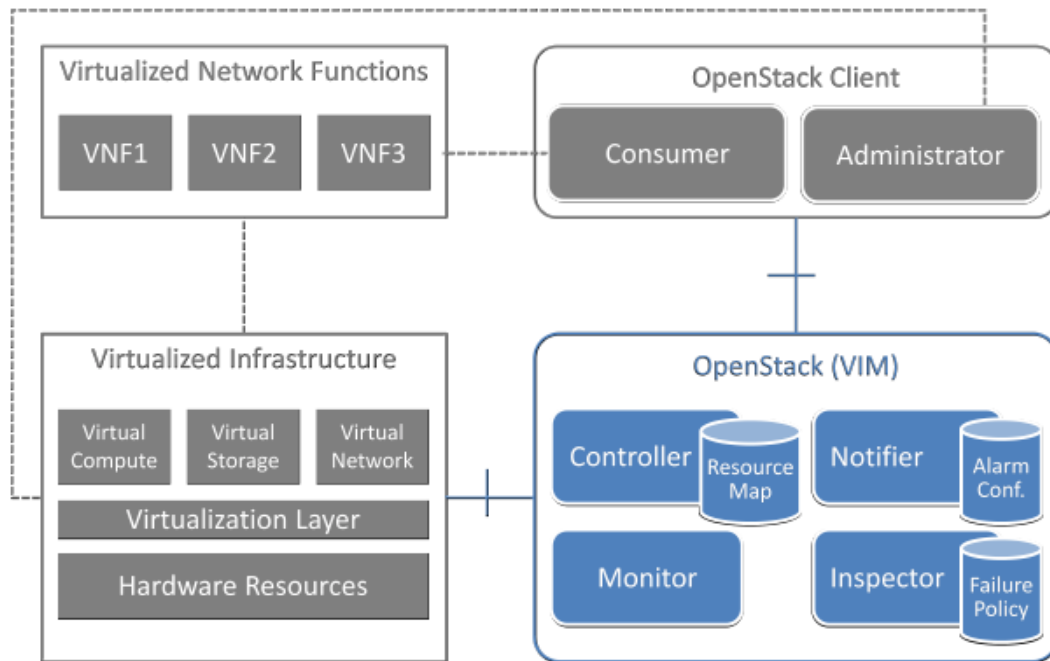 Virtualized Network Functions
VNF1
VNF2
VNF3
OpenStack Client
Consumer
Administrator
Virtualized Infrastructure
Virtual
Compute
Virtual
Storage
Virtual
Network
Virtualization Layer
Hardware Resources
OpenStack (VIM)
Controller
Resource
Map
Notifier
Alarm
Conf.
Monitor
Inspector
Failure
Policy